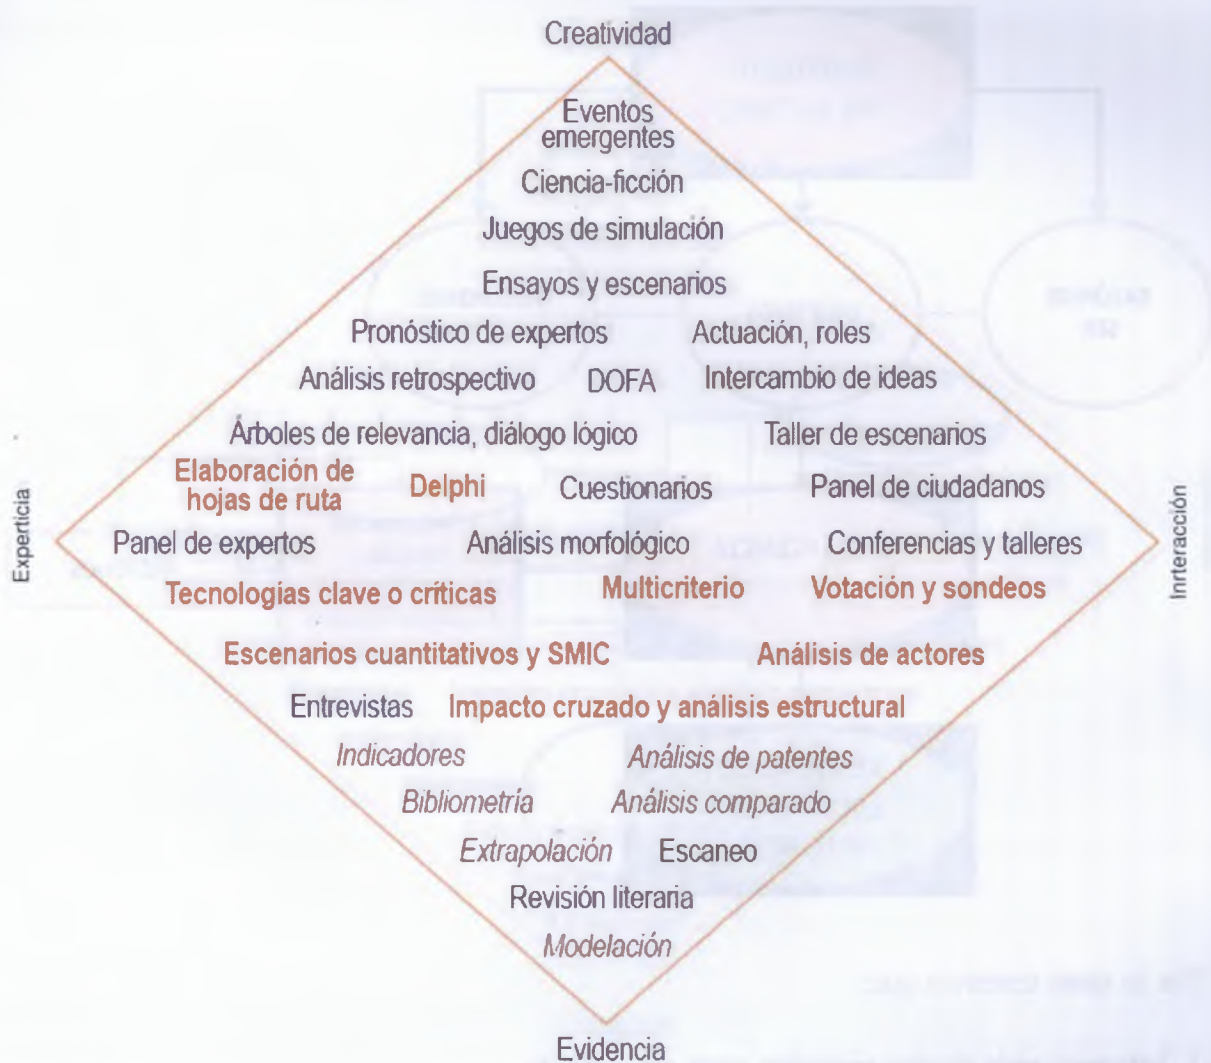 Creatividad
Eventos
emergentes
Ciencia-ficción
Juegos de simulación
Ensayos y escenarios
Pronóstico de expertos Actuación, roles
Análisis retrospectivo DOFA Intercambio de ideas
Árboles de relevancia, diálogo lógico Taller de escenarios
Elaboración de
hojas de ruta Delphi Cuestionarios Panel de ciudadanos
Experticia
Inrteracción
Panel de expertos Análisis morfológico Conferencias y talleres
Tecnologías clave o críticas Multicriterio Votación y sondeos
Escenarios cuantitativos y SMIC Análisis de actores
Entrevistas Impacto cruzado y análisis estructural
Indicadores Análisis de patentes
Bibliometría Análisis comparado
Extrapolación Escaneo
Revisión literaria
Modelación
Evidencia